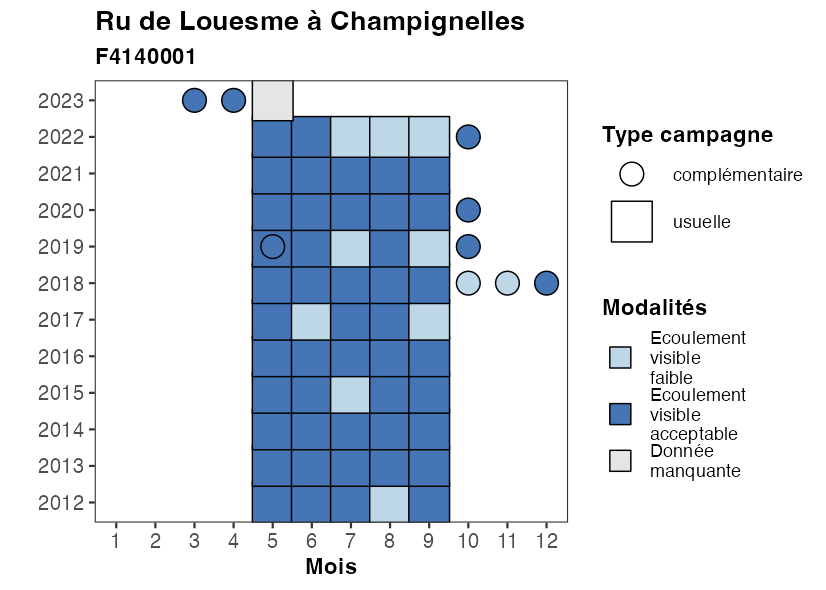 Ru de Louesme à Champignelles
F4140001
2023
2022
2021
2020
2019
2018
2017
2016
2015
2014
2013
2012
1 2 3 4 5 6 7 8 9 10 11 12
Mois
Type campagne
complémentaire
usuelle
Modalités
Ecoulement
visible
faible
Ecoulement
visible
acceptable
Donnée
manquante